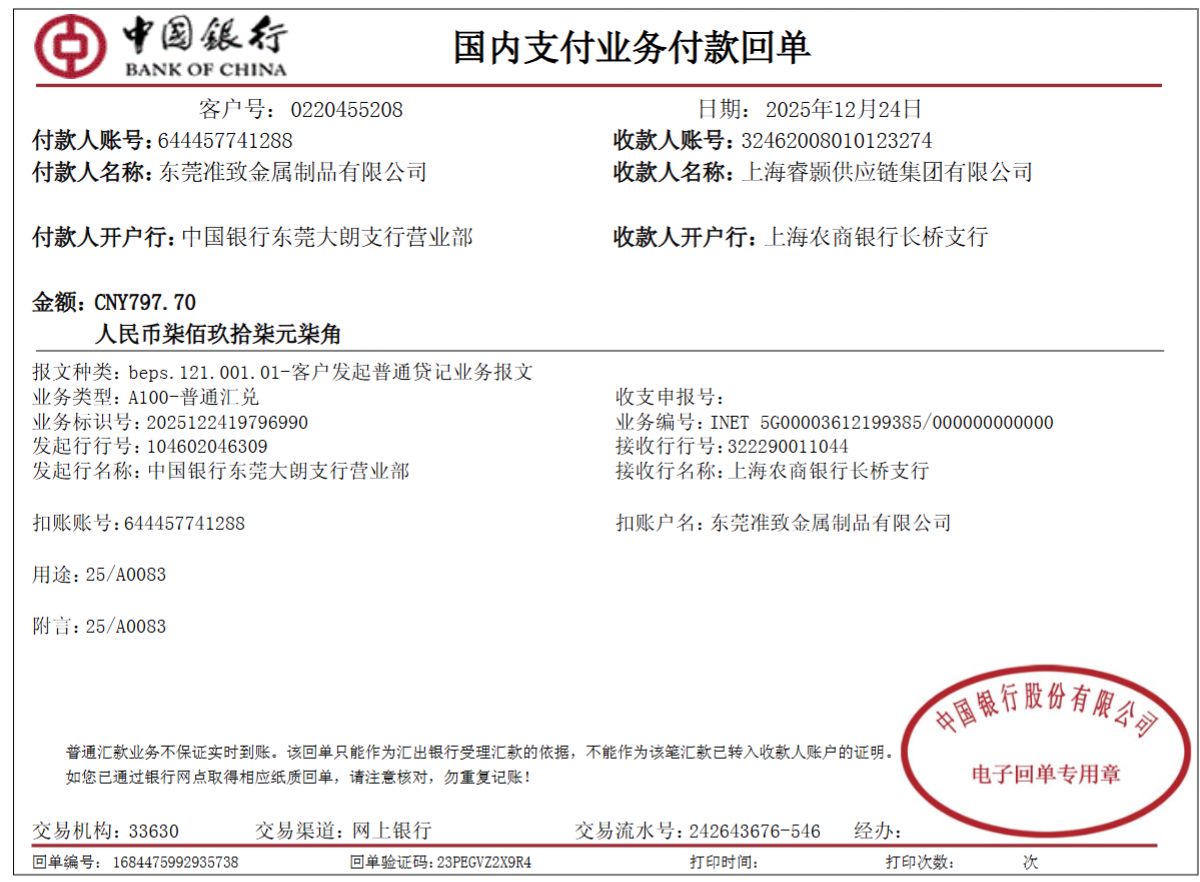 中国银行
BANK OF CHINA
国内支付业务付款回单
客户号: 0220455208 日期: 2025年12月24日
付款人账号: 644457741288 收款人账号: 32462008010123274
付款人名称: 东莞准致金属制品有限公司 收款人名称: 上海睿颢供应链集团有限公司
付款人开户行: 中国银行东莞大朗支行营业部 收款人开户行: 上海农商银行长桥支行
金额: CNY797.70
人民币柒佰玖拾柒元柒角
报文种类: beps.121.001.01-客户发起普通贷记业务报文
业务类型: A100-普通汇兑 收支申报号:
业务标识号: 2025122419796990 业务编号: INET 5G00003612199385/000000000000
发起行行号: 104602046309 接收行行号: 322290011044
发起行名称: 中国银行东莞大朗支行营业部 接收行名称: 上海农商银行长桥支行
扣账账号: 644457741288 扣账户名: 东莞准致金属制品有限公司
用途: 25/A0083
附言: 25/A0083
中国银行股份有限公司
电子回单专用章
普通汇款业务不保证实时到账。该回单只能作为汇出银行受理汇款的依据，不能作为该笔汇款已转入收款人账户的证明。
如您已通过银行网点取得相应纸质回单，请注意核对，勿重复记账！
交易机构: 33630 交易渠道: 网上银行 交易流水号: 242643676-546 经办:
回单编号: 1684475992935738 回单验证码: 23PEGVZ2X9R4 打印时间: 打印次数: 次